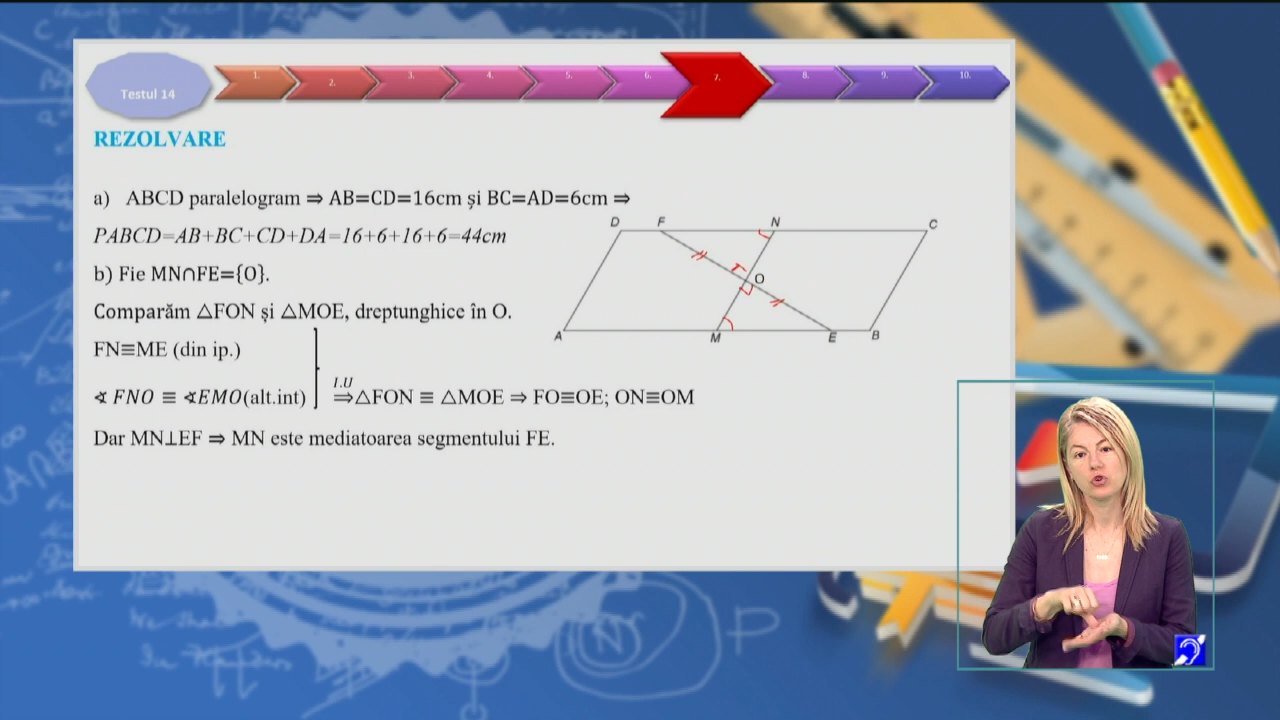 Testul 14
1.
2.
3.
4.
5.
6.
7.
8.
9.
10.
REZOLVARE
a) ABCD paralelogram ⇒ AB=CD=16cm și BC=AD=6cm ⇒
PABCD=AB+BC+CD+DA=16+6+16+6=44cm
b) Fie MN∩FE={O}.
Comparăm △FON și △MOE, dreptunghice în O.
FN≡ME (din ip.)
∢ FNO ≡ ∢EMO(alt.int)
I.U
⇒△FON ≡ △MOE ⇒ FO≡OE; ON≡OM
Dar MN⊥EF ⇒ MN este mediatoarea segmentului FE.
D F N C
O
A M E B
N
P